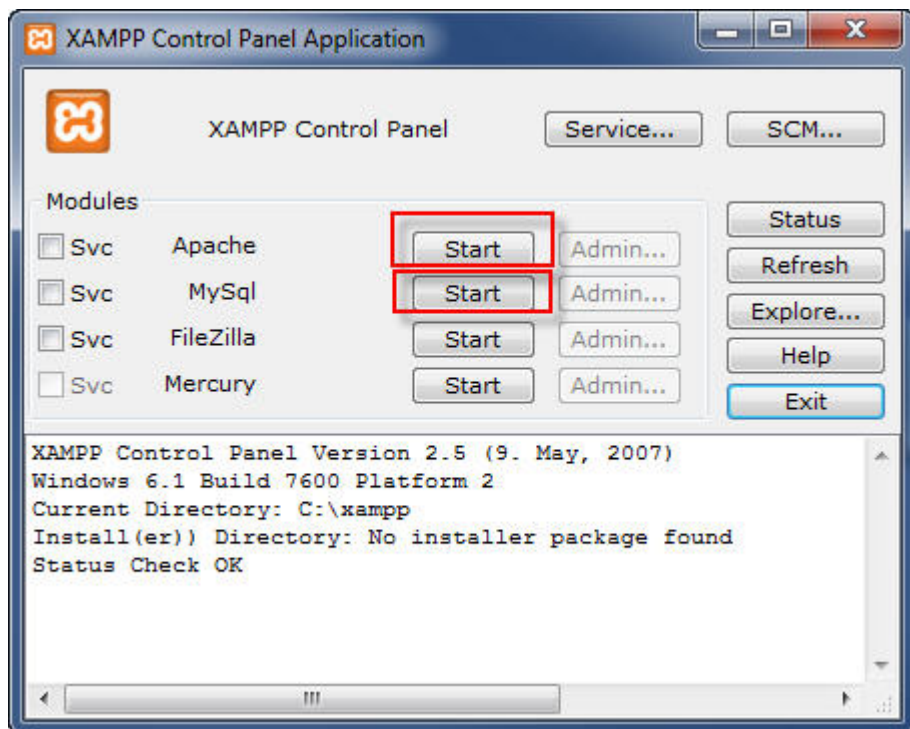 XAMPP Control Panel Application
XAMPP Control Panel
Service...
SCM...
Modules
Svc Apache Start Admin...
Svc MySql Start Admin...
Svc FileZilla Start Admin...
Svc Mercury Start Admin...
Status
Refresh
Explore...
Help
Exit
XAMPP Control Panel Version 2.5 (9. May, 2007)
Windows 6.1 Build 7600 Platform 2
Current Directory: C:\xampp
Install(er)) Directory: No installer package found
Status Check OK